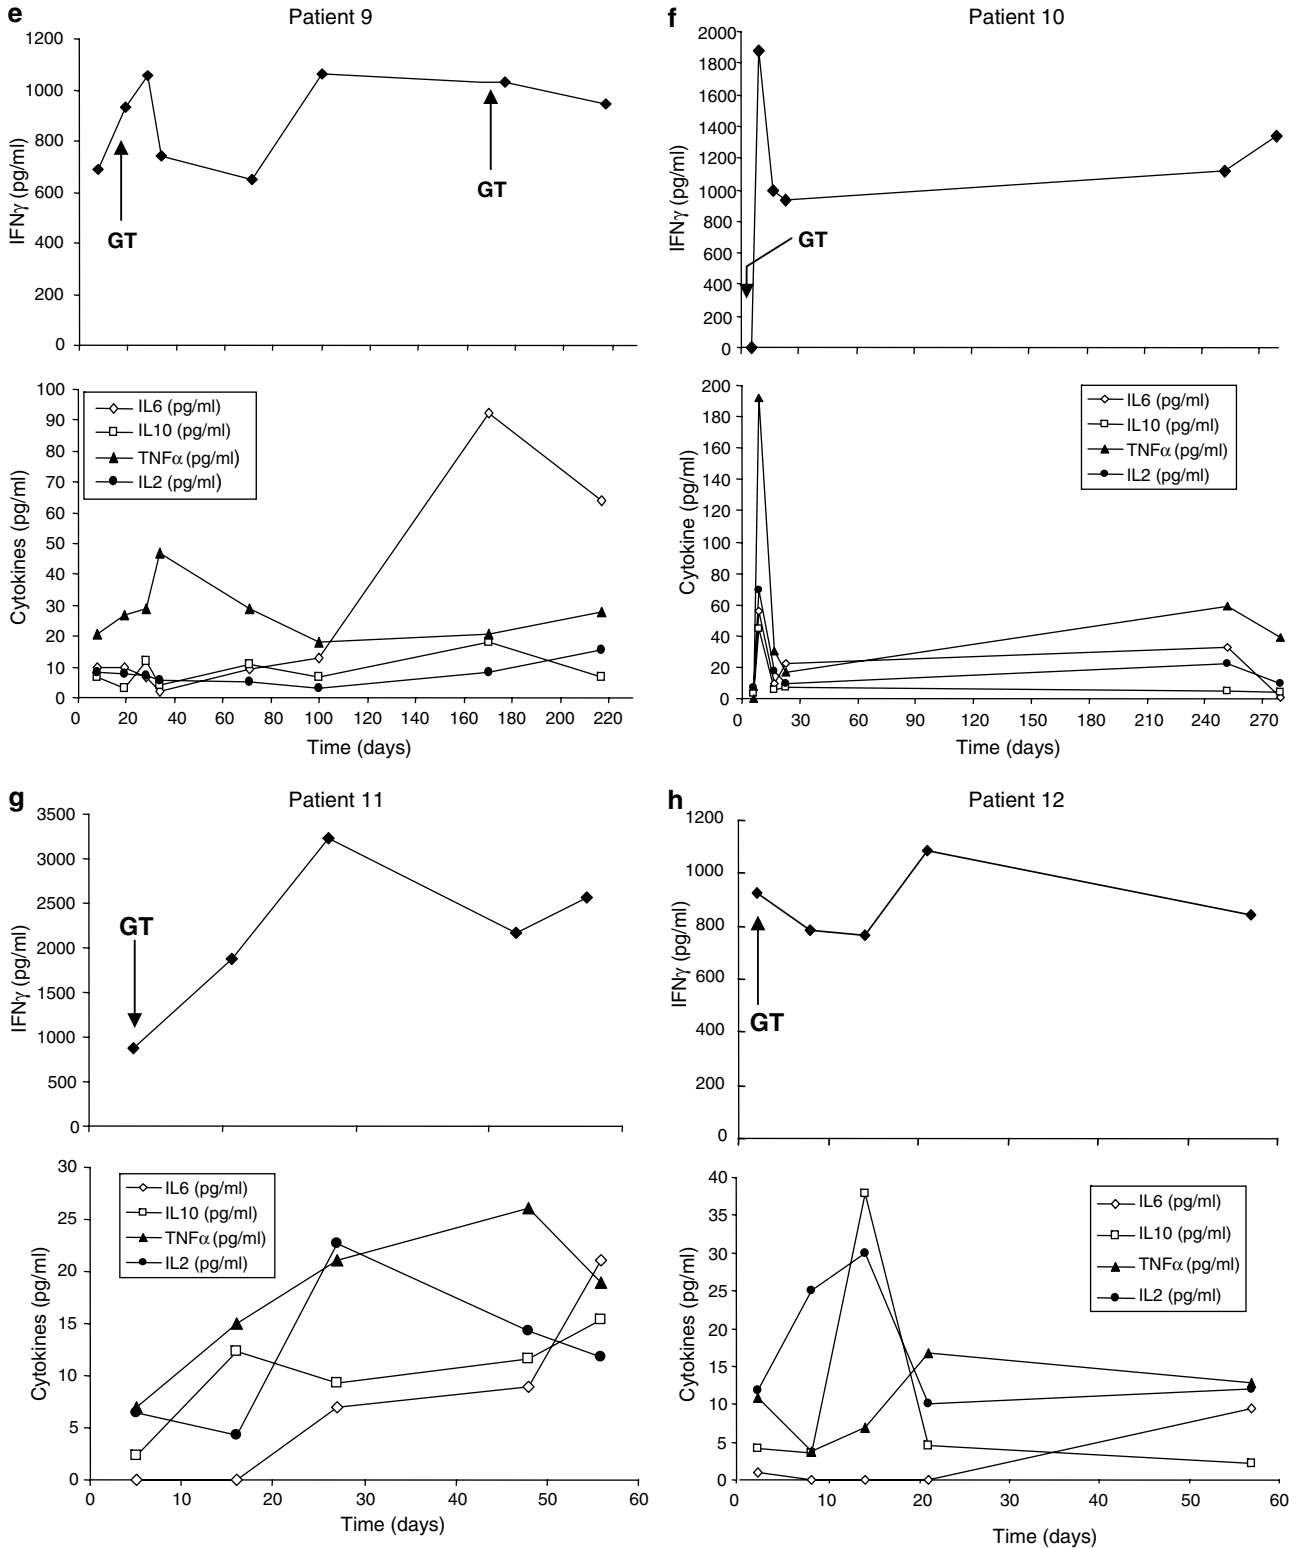 e
Patient 9
1200
1000
800
600
400
200
0
IFNγ (pg/ml)
GT
GT
100
90
80
70
60
50
40
30
20
10
0
Cytokines (pg/ml)
IL6 (pg/ml)
IL10 (pg/ml)
TNFα (pg/ml)
IL2 (pg/ml)
0 20 40 60 80 100 120 140 160 180 200 220
Time (days)
f
Patient 10
2000
1800
1600
1400
1200
1000
800
600
400
200
0
IFNγ (pg/ml)
GT
200
180
160
140
120
100
80
60
40
20
0
Cytokine (pg/ml)
IL6 (pg/ml)
IL10 (pg/ml)
TNFα (pg/ml)
IL2 (pg/ml)
0 30 60 90 120 150 180 210 240 270
Time (days)
g
Patient 11
3500
3000
2500
2000
1500
1000
500
0
IFNγ (pg/ml)
GT
30
25
20
15
10
5
0
Cytokines (pg/ml)
IL6 (pg/ml)
IL10 (pg/ml)
TNFα (pg/ml)
IL2 (pg/ml)
0 10 20 30 40 50 60
Time (days)
h
Patient 12
1200
1000
800
600
400
200
0
IFNγ (pg/ml)
GT
40
35
30
25
20
15
10
5
0
Cytokines (pg/ml)
IL6 (pg/ml)
IL10 (pg/ml)
TNFα (pg/ml)
IL2 (pg/ml)
0 10 20 30 40 50 60
Time (days)